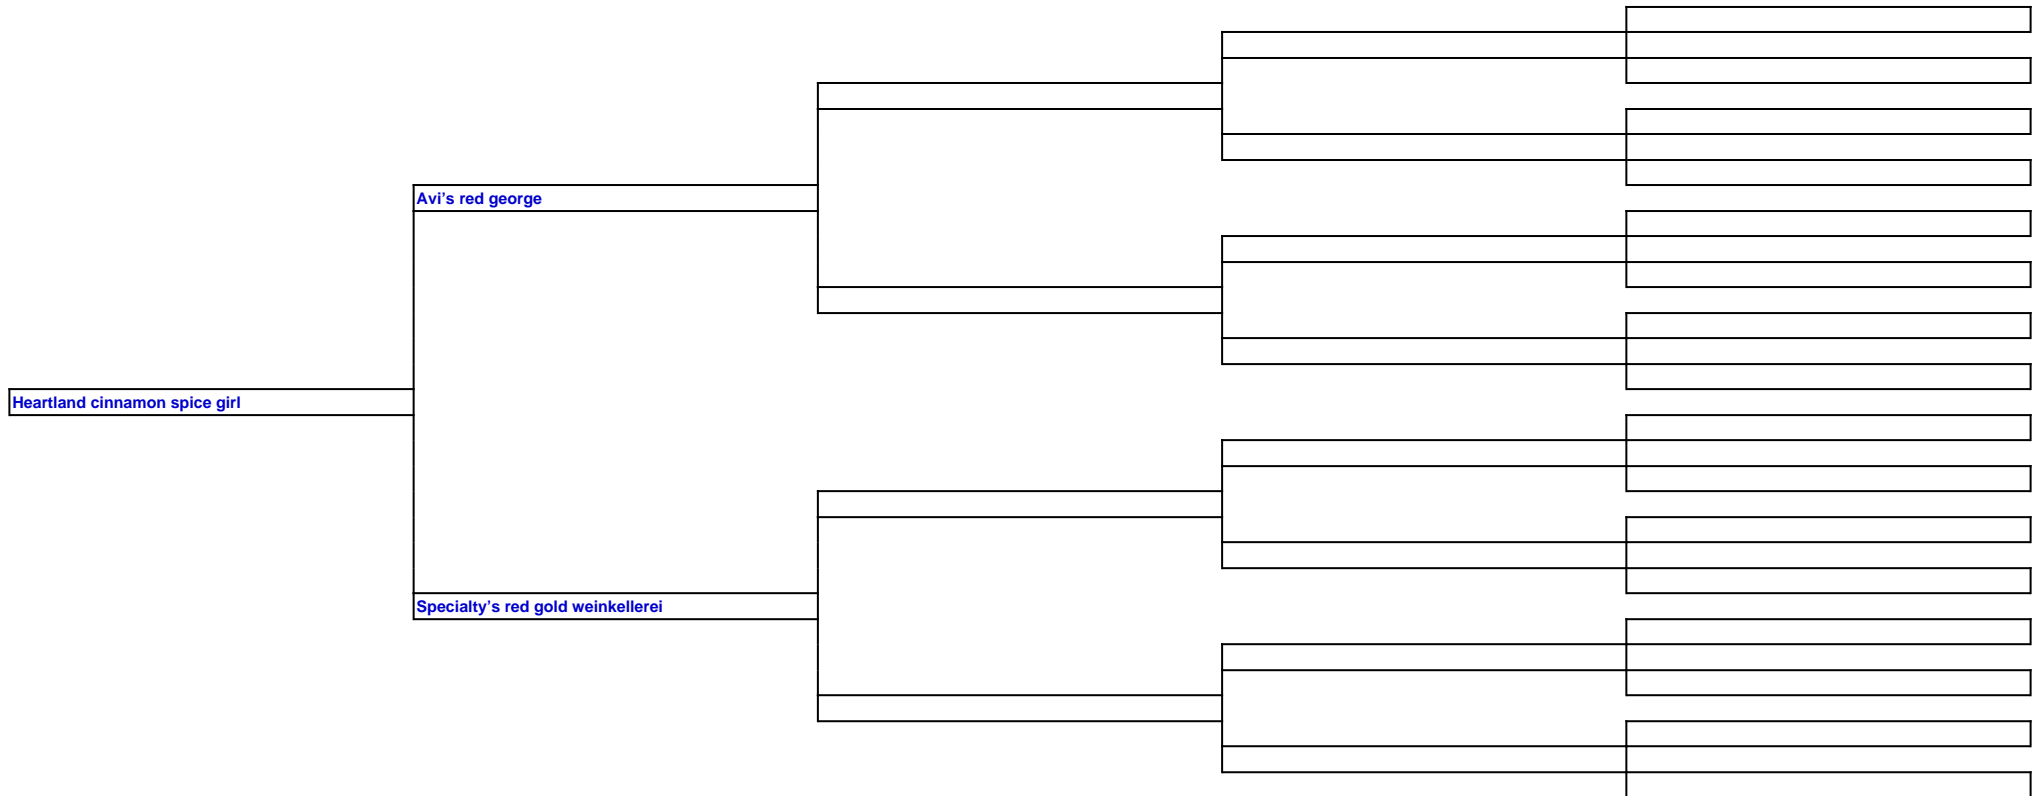 Avi’s red george
Heartland cinnamon spice girl
Specialty’s red gold weinkellerei